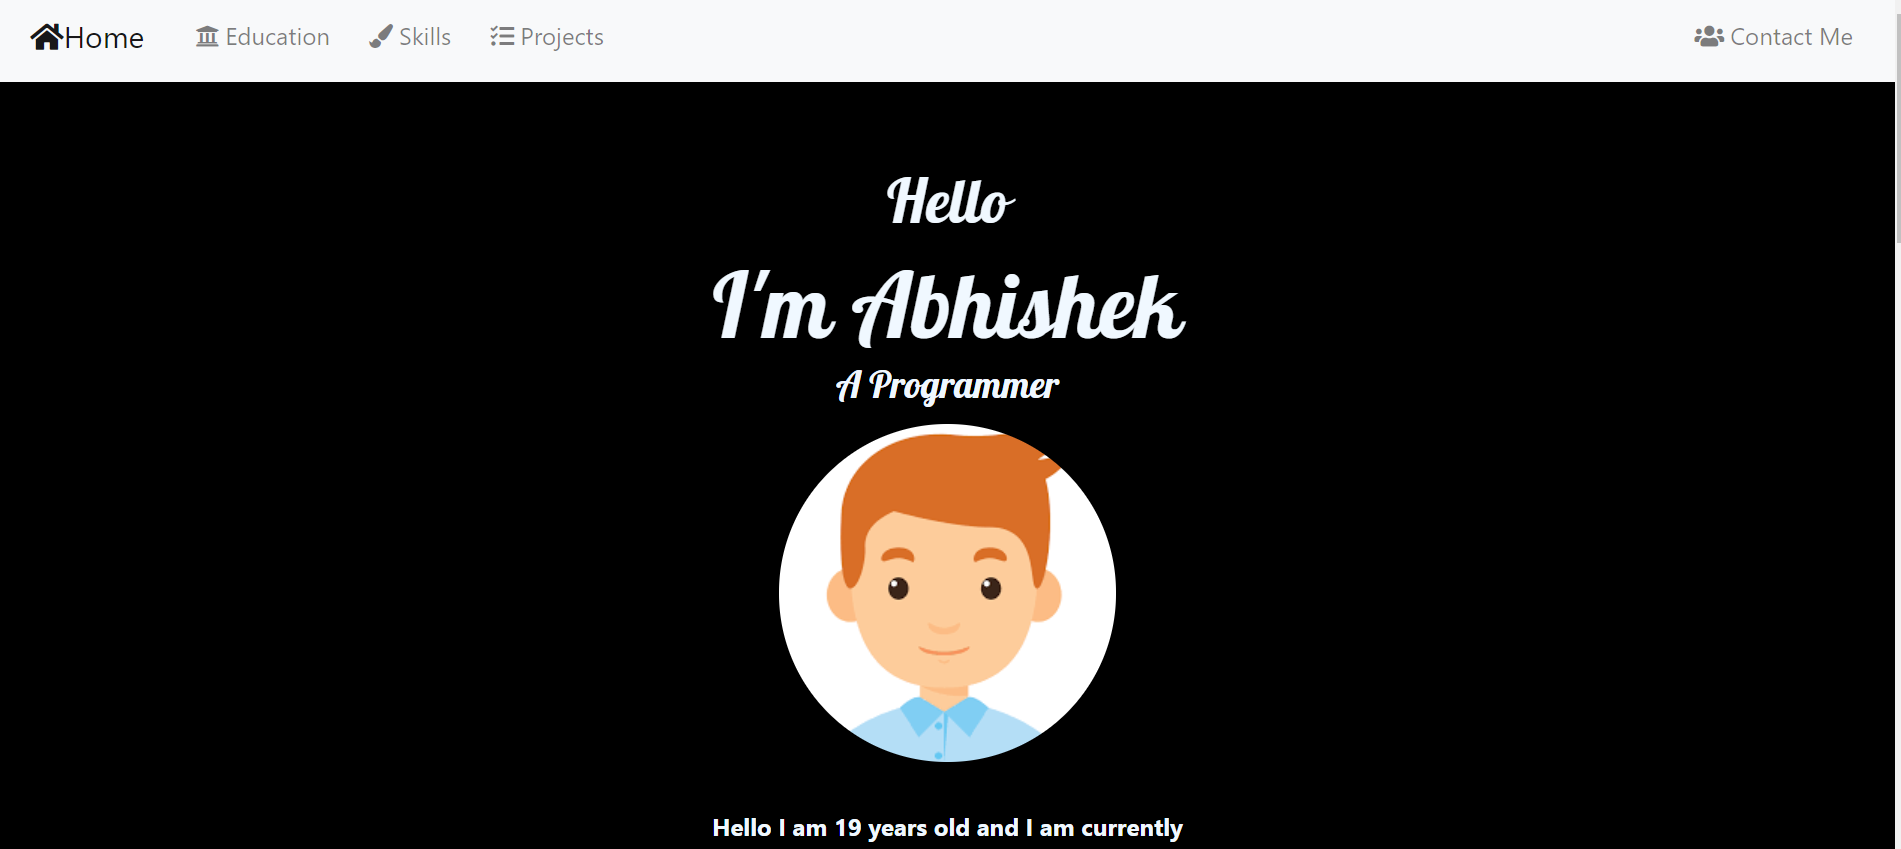 Home Education Skills Projects Contact Me
Hello
I'm Abhishek
A Programmer
Hello I am 19 years old and I am currently